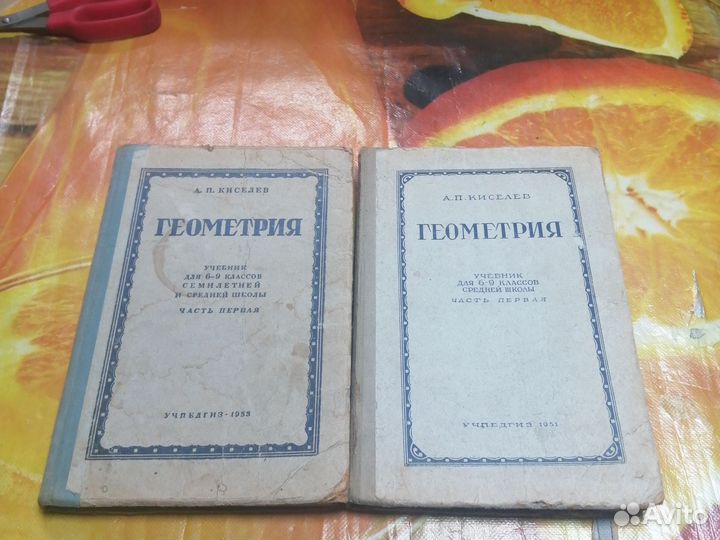 А. П. КИСЕЛЕВ
ГЕОМЕТРИЯ
УЧЕБНИК
ДЛЯ 6-9 КЛАССОВ
СЕМИЛЕТНЕЙ
И СРЕДНЕЙ ШКОЛЫ
ЧАСТЬ ПЕРВАЯ
УЧПЕДГИЗ-1953
А.П. КИСЕЛЕВ
ГЕОМЕТРИЯ
УЧЕБНИК
ДЛЯ 6-9 КЛАССОВ
СРЕДНЕЙ ШКОЛЫ
ЧАСТЬ ПЕРВАЯ
УЧПЕДГИЗ 1951
Avito